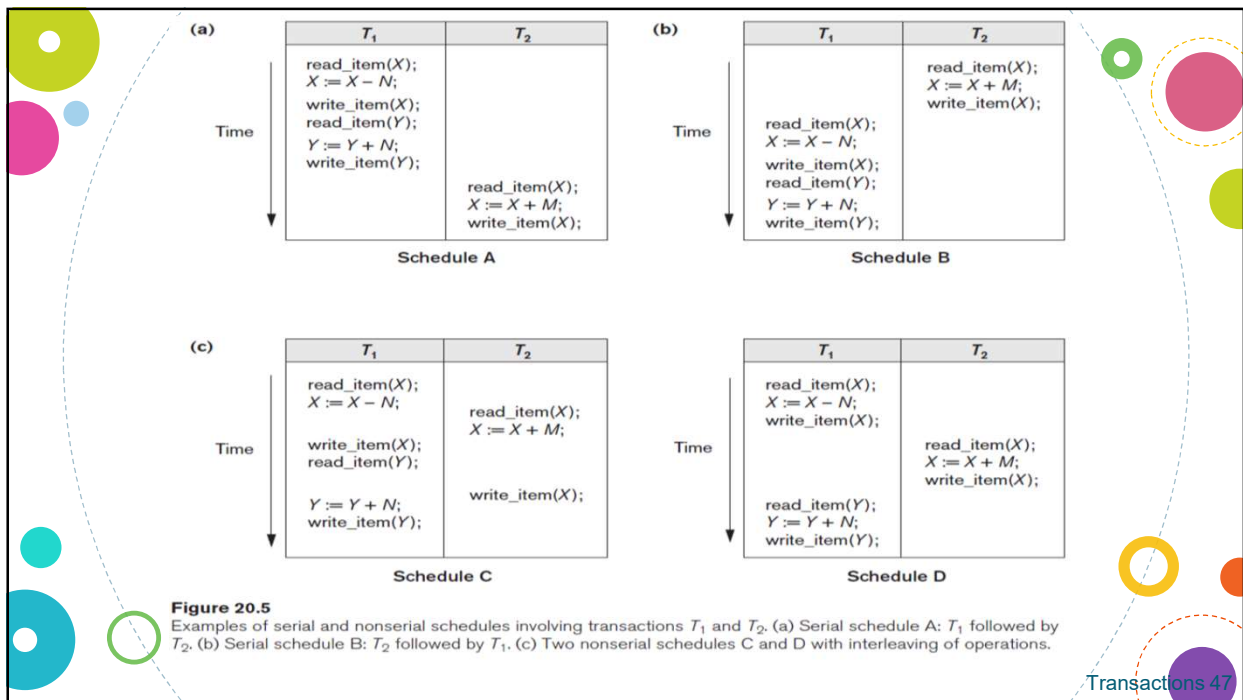 (a)
T1 T2
read_item(X);
X := X − N;
write_item(X);
read_item(Y);
Y := Y + N;
write_item(Y);
read_item(X);
X := X + M;
write_item(X);
Time
Schedule A
(b)
T1 T2
read_item(X);
X := X + M;
write_item(X);
read_item(X);
X := X − N;
write_item(X);
read_item(Y);
Y := Y + N;
write_item(Y);
Time
Schedule B
(c)
T1 T2
read_item(X);
X := X − N;
read_item(X);
X := X + M;
write_item(X);
read_item(Y);
write_item(X);
Y := Y + N;
write_item(Y);
Time
Schedule C
T1 T2
read_item(X);
X := X − N;
write_item(X);
read_item(X);
X := X + M;
write_item(X);
read_item(Y);
Y := Y + N;
write_item(Y);
Time
Schedule D
Figure 20.5
Examples of serial and nonserial schedules involving transactions T1 and T2. (a) Serial schedule A: T1 followed by
T2. (b) Serial schedule B: T2 followed by T1. (c) Two nonserial schedules C and D with interleaving of operations.
Transactions 47